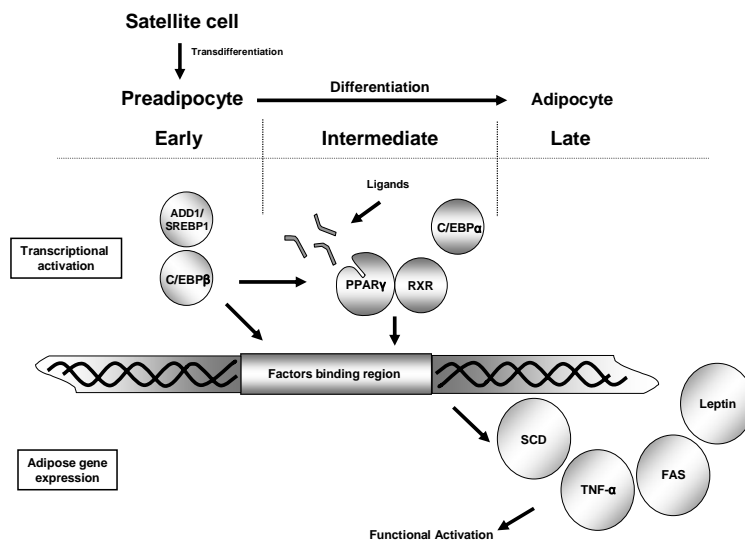 Satellite cell
Transdifferentiation
Preadipocyte
Differentiation
Adipocyte
Early
Intermediate
Late
Ligands
ADD1/
SREBP1
C/EBPα
Transcriptional
activation
C/EBPβ
PPARγ
RXR
Factors binding region
Leptin
SCD
FAS
TNF-α
Adipose gene
expression
Functional Activation